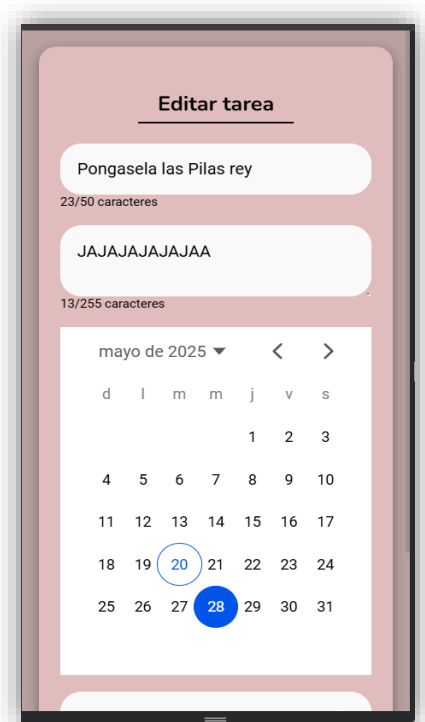 Editar tarea
Pongasela las Pilas rey
23/50 caracteres
JAJAJAJAJAJAA
13/255 caracteres
mayo de 2025
d l m m j v s
1 2 3
4 5 6 7 8 9 10
11 12 13 14 15 16 17
18 19 20 21 22 23 24
25 26 27 28 29 30 31